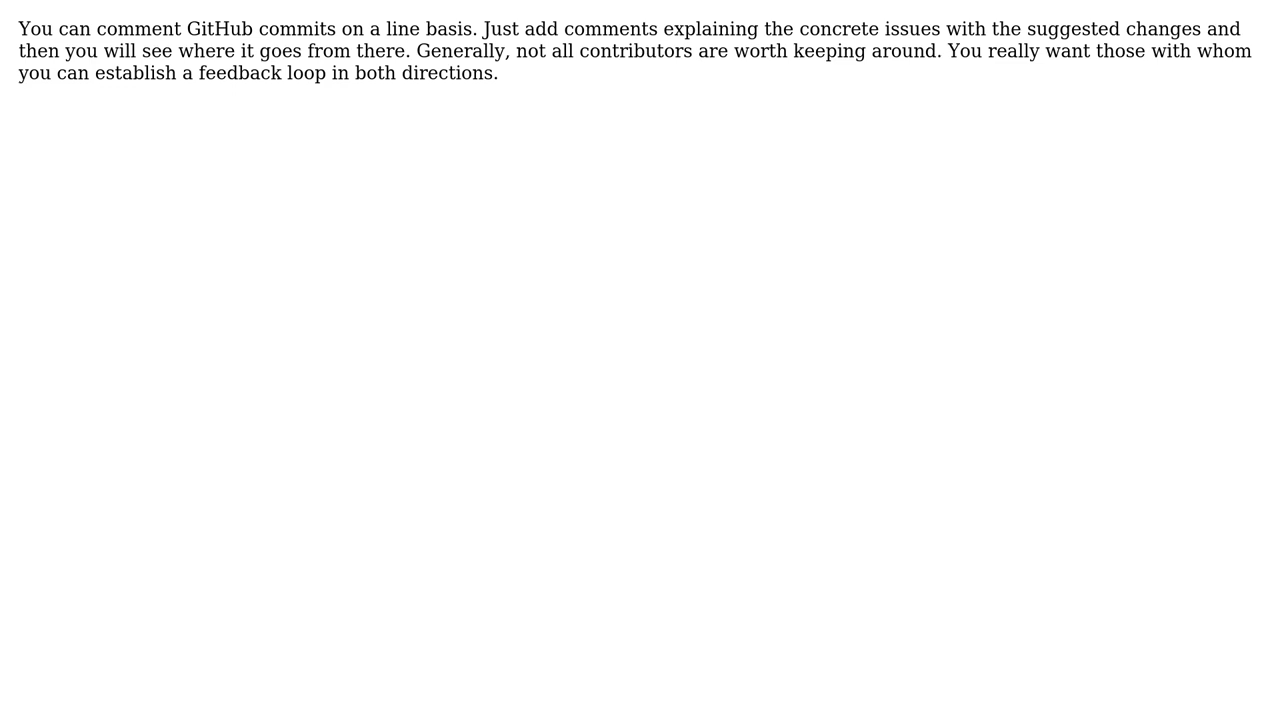 You can comment GitHub commits on a line basis. Just add comments explaining the concrete issues with the suggested changes and
then you will see where it goes from there. Generally, not all contributors are worth keeping around. You really want those with whom
you can establish a feedback loop in both directions.